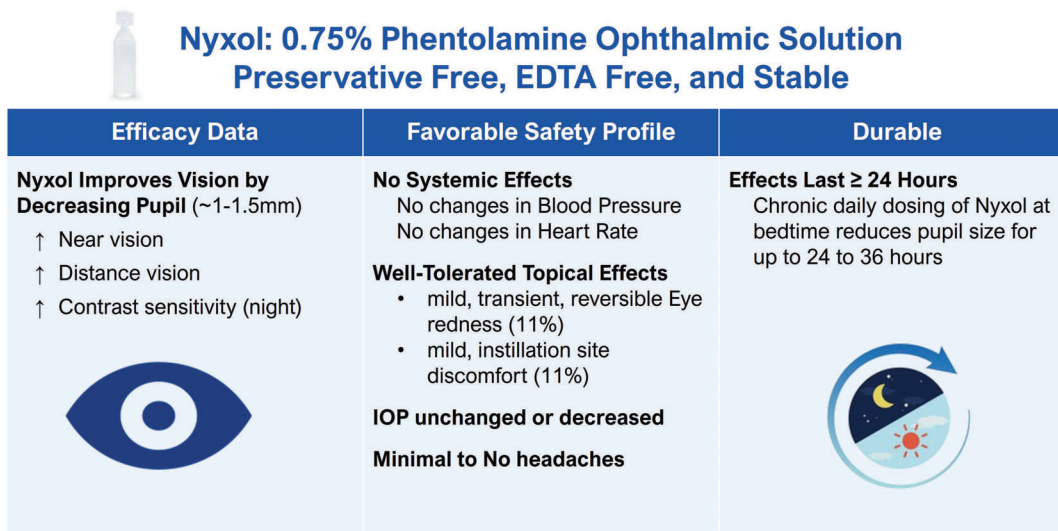 Nyxol: 0.75% Phentolamine Ophthalmic Solution
Preservative Free, EDTA Free, and Stable
Efficacy Data
Nyxol Improves Vision by
Decreasing Pupil (~1-1.5mm)
↑ Near vision
↑ Distance vision
↑ Contrast sensitivity (night)
Favorable Safety Profile
No Systemic Effects
No changes in Blood Pressure
No changes in Heart Rate
Well-Tolerated Topical Effects
• mild, transient, reversible Eye
redness (11%)
• mild, instillation site
discomfort (11%)
IOP unchanged or decreased
Minimal to No headaches
Durable
Effects Last ≥ 24 Hours
Chronic daily dosing of Nyxol at
bedtime reduces pupil size for
up to 24 to 36 hours